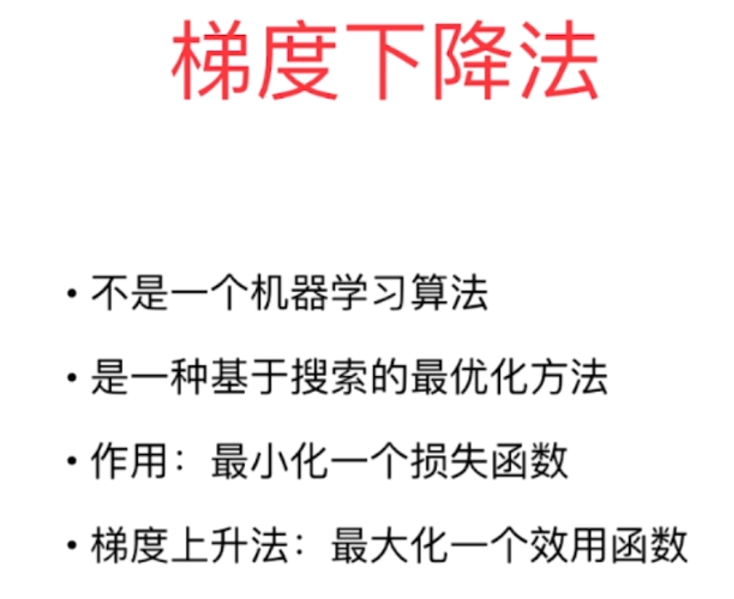 梯度下降法
• 不是一个机器学习算法
• 是一种基于搜索的最优化方法
• 作用：最小化一个损失函数
• 梯度上升法：最大化一个效用函数